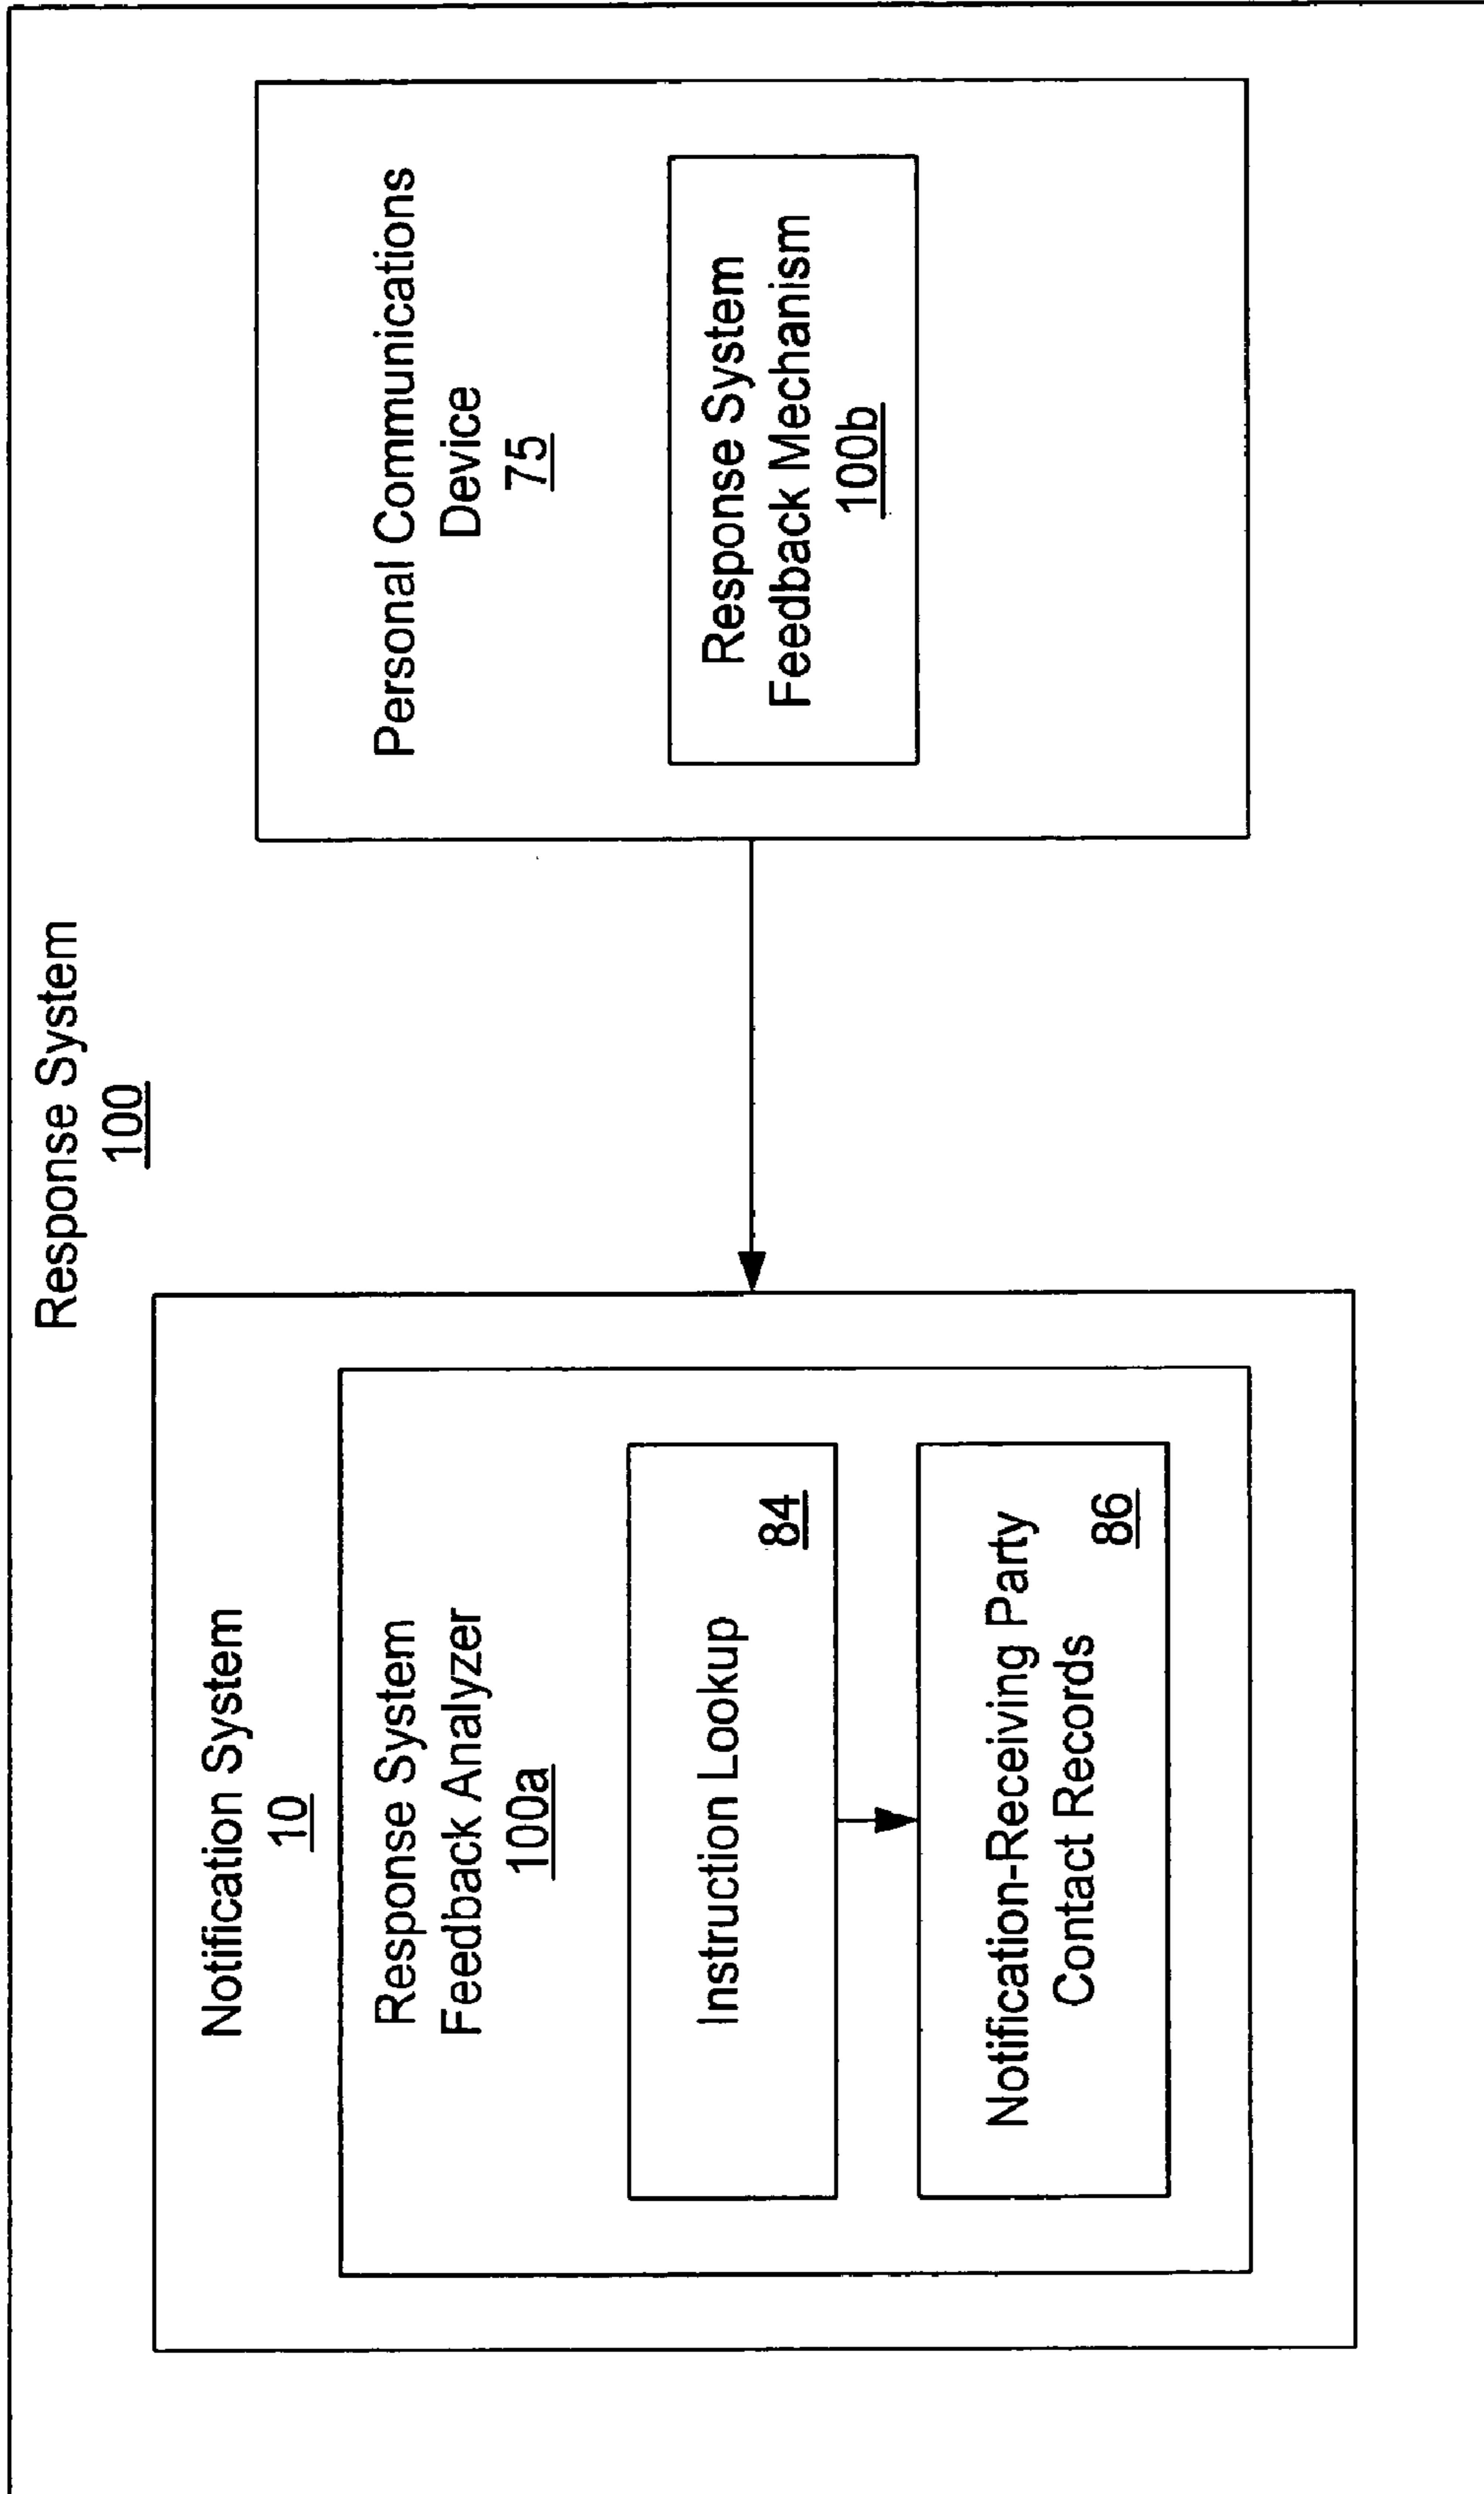 Response System
100
Notification System
10
Response System
Feedback Analyzer
100a
Instruction Lookup
84
Notification-Receiving Party
Contact Records
86
Personal Communications
Device
75
Response System
Feedback Mechanism
100b